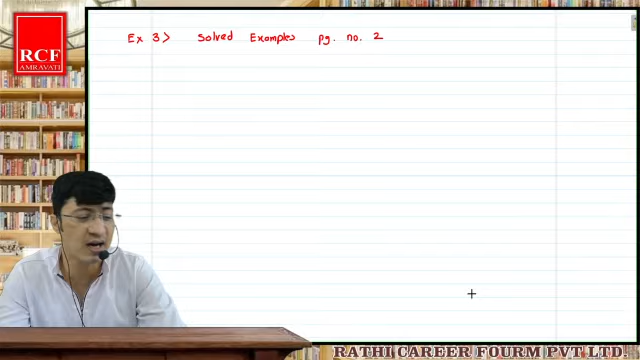 Ex 3> Solved Examples pg. no. 2
RCF
AMRAVATI
RATHI CAREER FOURM PVT LTD.